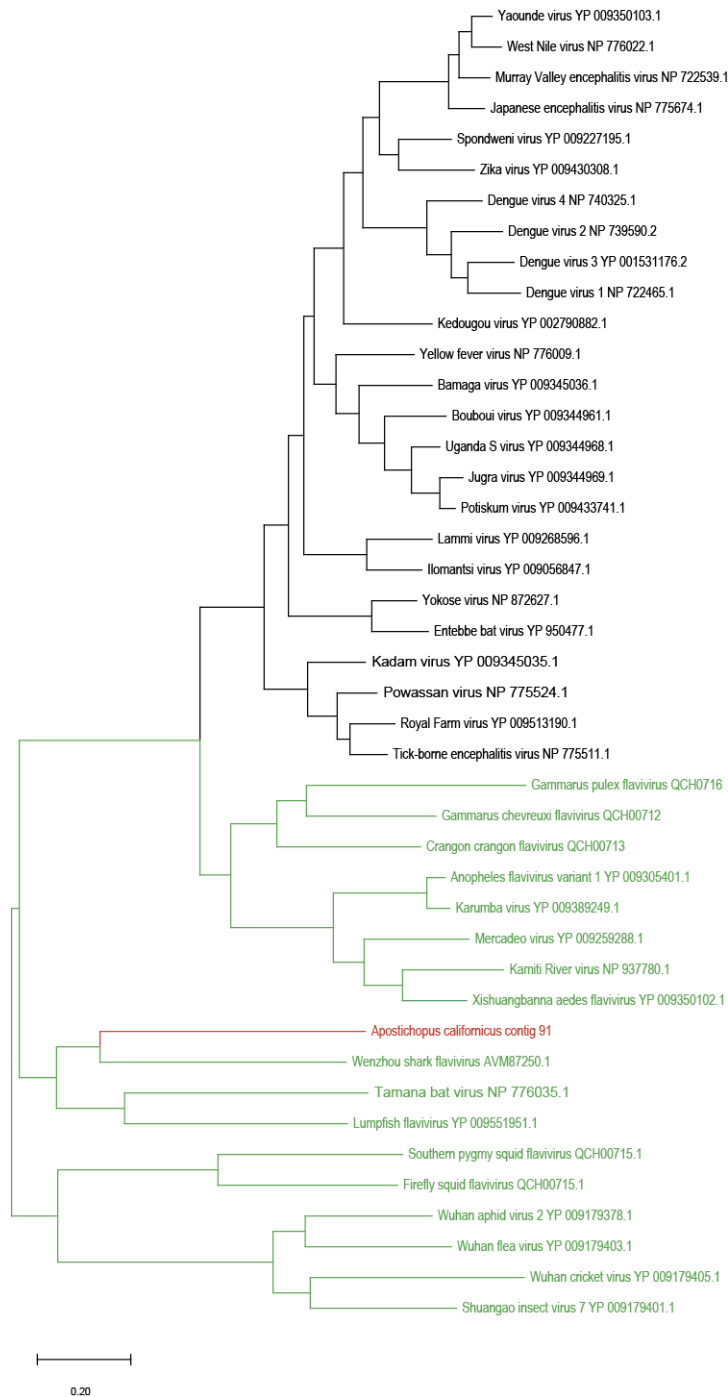 Yaounde virus YP 009350103.1
West Nile virus NP 776022.1
Murray Valley encephalitis virus NP 722539.1
Japanese encephalitis virus NP 775674.1
Spondweni virus YP 009227195.1
Zika virus YP 009430308.1
Dengue virus 4 NP 740325.1
Dengue virus 2 NP 739590.2
Dengue virus 3 YP 001531176.2
Dengue virus 1 NP 722465.1
Kedougou virus YP 002790882.1
Yellow fever virus NP 776009.1
Bamaga virus YP 009345036.1
Bouboui virus YP 009344961.1
Uganda S virus YP 009344968.1
Jugra virus YP 009344969.1
Potiskum virus YP 009433741.1
Lammi virus YP 009268596.1
Ilomantsi virus YP 009056847.1
Yokose virus NP 872627.1
Entebbe bat virus YP 950477.1
Kadam virus YP 009345035.1
Powassan virus NP 775524.1
Royal Farm virus YP 009513190.1
Tick-borne encephalitis virus NP 775511.1
Gammarus pulex flavivirus QCH0716
Gammarus chevreuxi flavivirus QCH00712
Crangon crangon flavivirus QCH00713
Anopheles flavivirus variant 1 YP 009305401.1
Karumba virus YP 009389249.1
Mercadeo virus YP 009259288.1
Kamiti River virus NP 937780.1
Xishuangbanna aedes flavivirus YP 009350102.1
Apostichopus californicus contig 91
Wenzhou shark flavivirus AVM87250.1
Tamana bat virus NP 776035.1
Lumpfish flavivirus YP 009551951.1
Southern pygmy squid flavivirus QCH00715.1
Firefly squid flavivirus QCH00715.1
Wuhan aphid virus 2 YP 009179378.1
Wuhan flea virus YP 009179403.1
Wuhan cricket virus YP 009179405.1
Shuangao insect virus 7 YP 009179401.1
0.20